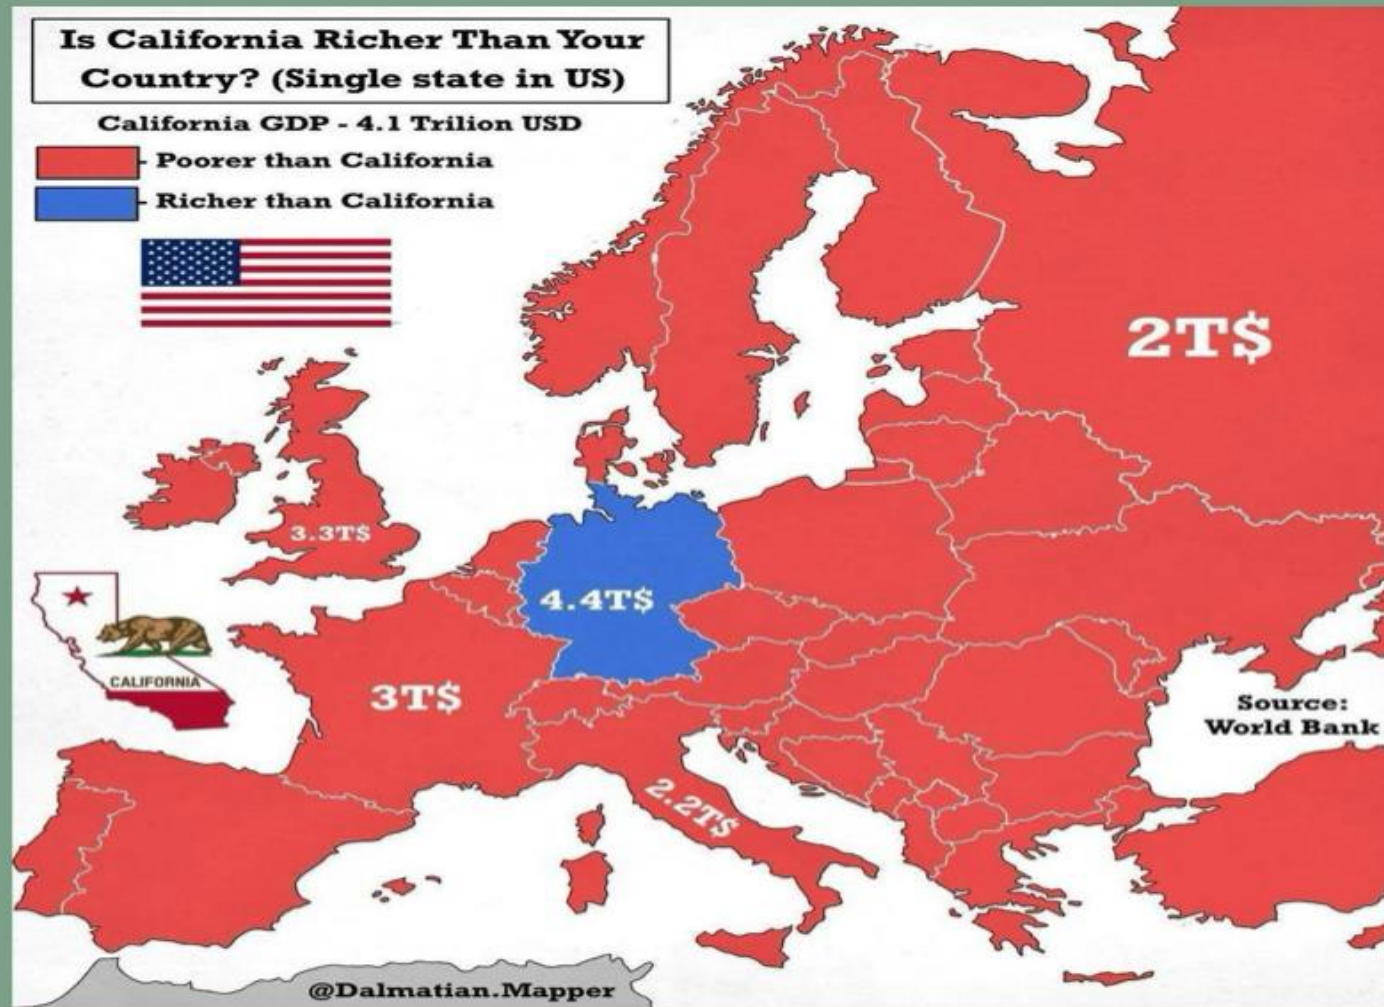 Is California Richer Than Your
Country? (Single state in US)
California GDP - 4.1 Trilion USD
- Poorer than California
- Richer than California
2T$
3.3T$
4.4T$
CALIFORNIA
3T$
2.2T$
Source:
World Bank
@Dalmatian.Mapper